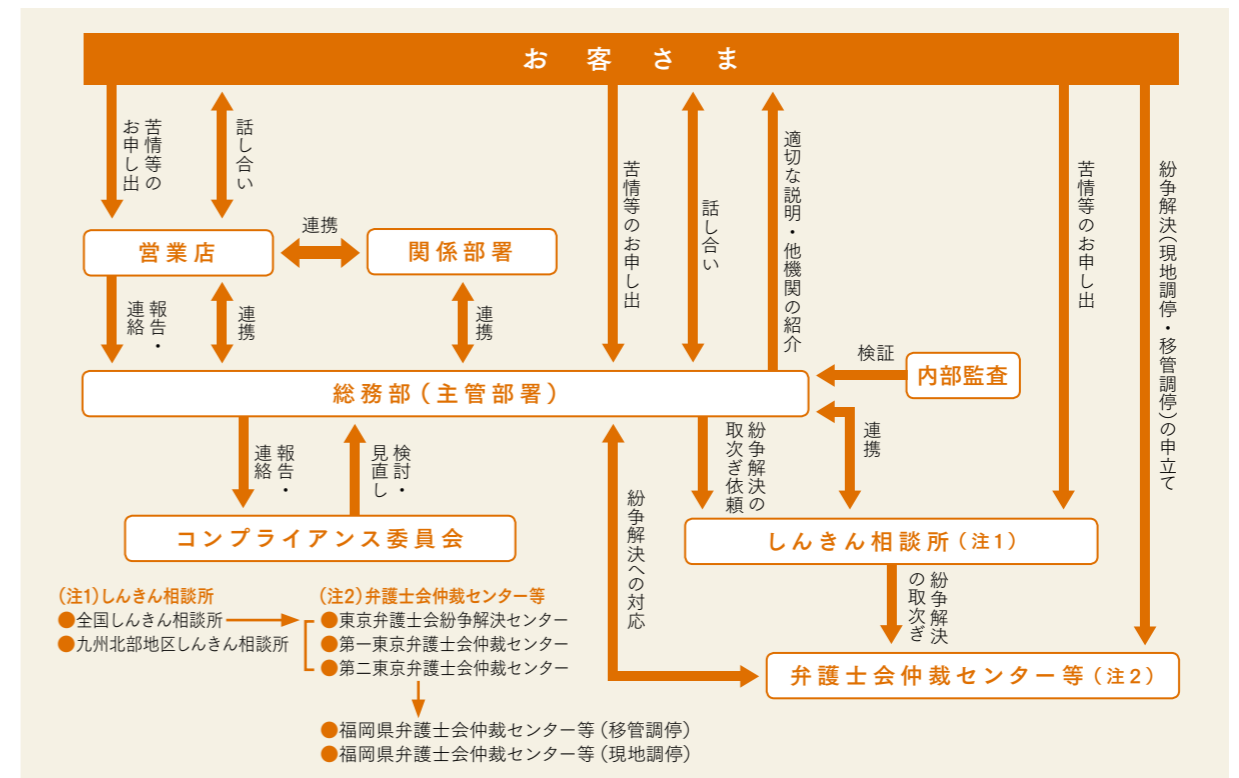 お客さま
苦情等の
お申し出
話し合い
苦情等のお申し出
話し合い
適切な説明・他機関の紹介
苦情等のお申し出
紛争解決(現地調停・移管調停)の申立て
営業店
連携
関係部署
報告・
連絡
連携
連携
検証
内部監査
総務部(主管部署)
報告・
連絡
検討・
見直し
紛争解決への対応
紛争解決の
取次ぎ依頼
連携
コンプライアンス委員会
しんきん相談所(注1)
紛争解決
の取次ぎ
弁護士会仲裁センター等(注2)
(注1)しんきん相談所
●全国しんきん相談所
●九州北部地区しんきん相談所
(注2)弁護士会仲裁センター等
●東京弁護士会紛争解決センター
●第一東京弁護士会仲裁センター
●第二東京弁護士会仲裁センター
●福岡県弁護士会仲裁センター等(移管調停)
●福岡県弁護士会仲裁センター等(現地調停)